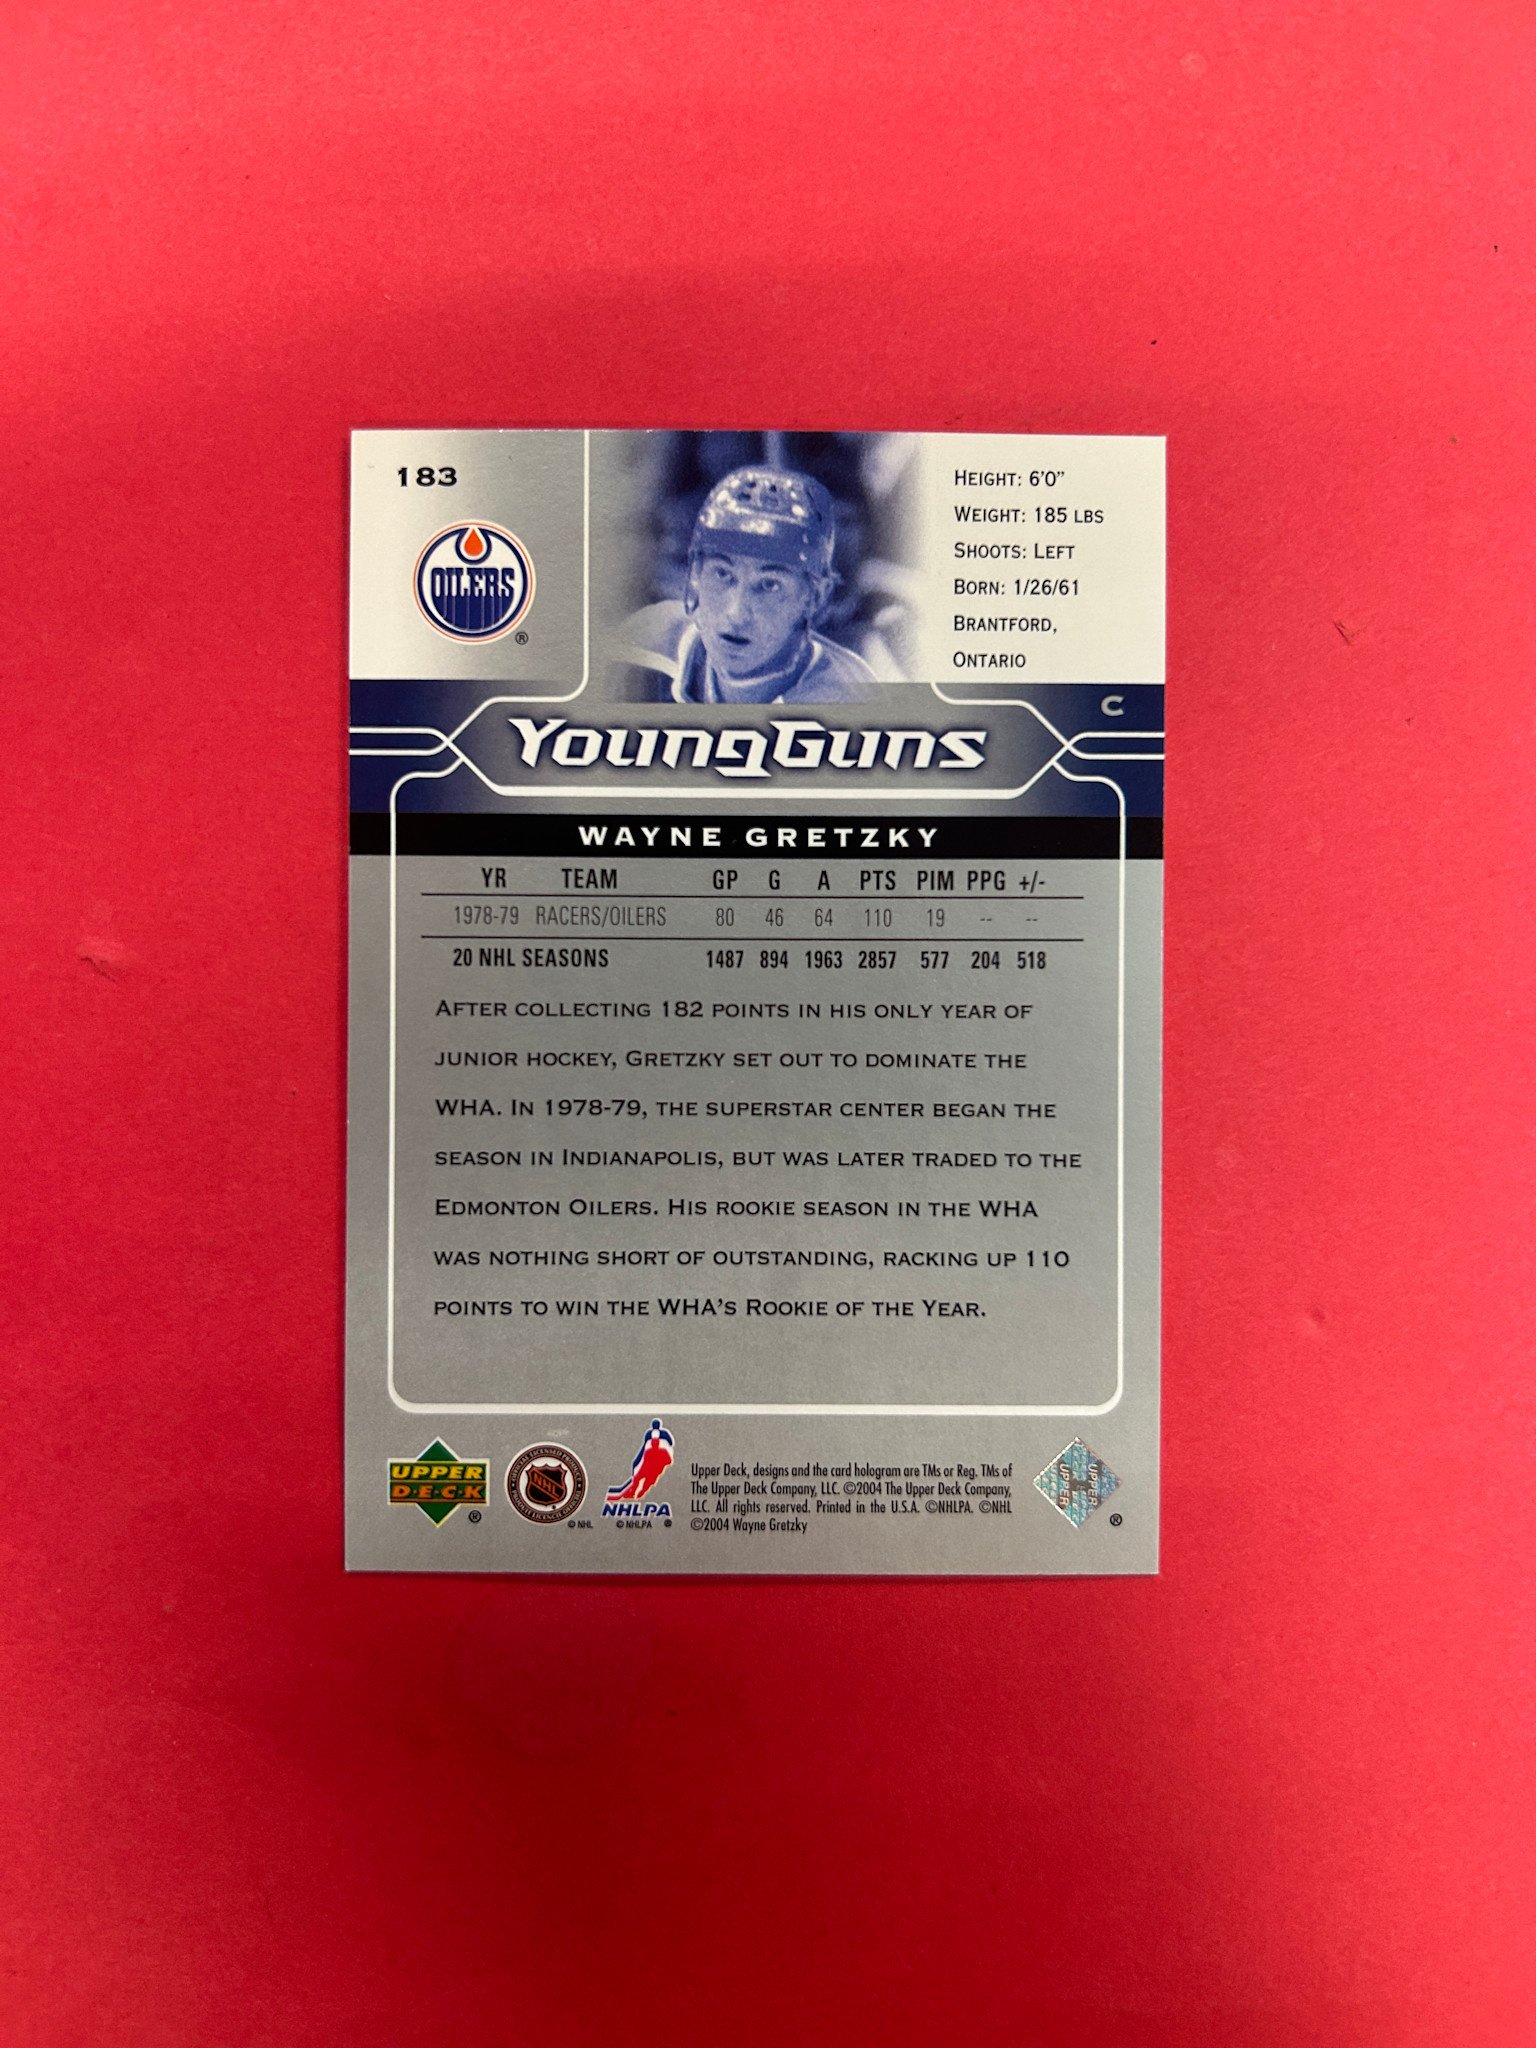 183
OILERS
®
HEIGHT: 6'0"
WEIGHT: 185 LBS
SHOOTS: LEFT
BORN: 1/26/61
BRANTFORD,
ONTARIO
C
YOUNG GUNS
WAYNE GRETZKY
YR TEAM GP G A PTS PIM PPG +/-
1978-79 RACERS/OILERS 80 46 64 110 19 -- --
20 NHL SEASONS 1487 894 1963 2857 577 204 518
AFTER COLLECTING 182 POINTS IN HIS ONLY YEAR OF
JUNIOR HOCKEY, GRETZKY SET OUT TO DOMINATE THE
WHA. IN 1978-79, THE SUPERSTAR CENTER BEGAN THE
SEASON IN INDIANAPOLIS, BUT WAS LATER TRADED TO THE
EDMONTON OILERS. HIS ROOKIE SEASON IN THE WHA
WAS NOTHING SHORT OF OUTSTANDING, RACKING UP 110
POINTS TO WIN THE WHA'S ROOKIE OF THE YEAR.
UPPER
D·E·C·K
®
NHL
© NHL
NHLPA
© NHLPA ®
Upper Deck, designs and the card hologram are TMs or Reg. TMs of
The Upper Deck Company, LLC. ©2004 The Upper Deck Company,
LLC. All rights reserved. Printed in the U.S.A. ©NHLPA. ©NHL
©2004 Wayne Gretzky
UPPER
®